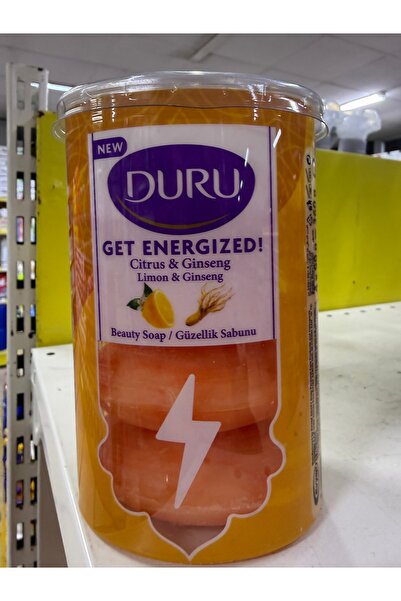 NEW
DURU
GET ENERGIZED!
Citrus & Ginseng
Limon & Ginseng
Beauty Soap / Güzellik Sabunu